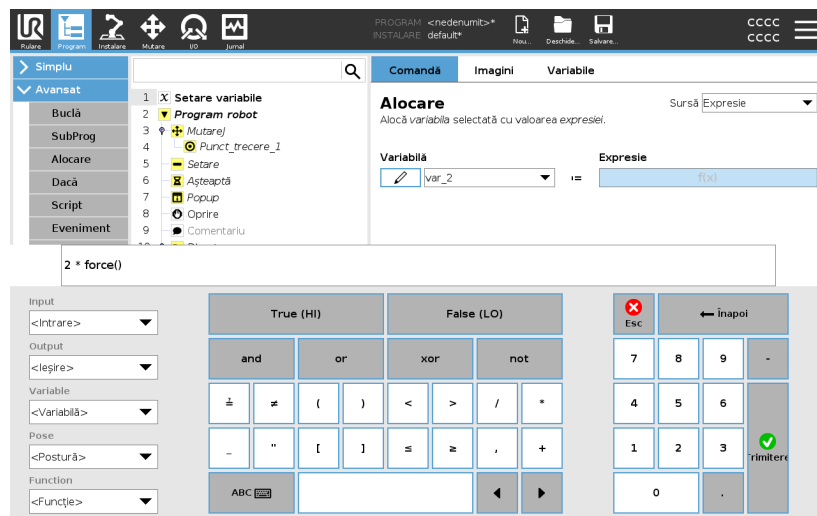 PROGRAM <nedenumit>*
INSTALARE default*
CCCC
CCCC
Rulare Program Instalare Mutare I/O Jurnal Nou... Deschide... Salvare...
Simplu
Avansat
Buclă
SubProg
Alocare
Dacă
Script
Eveniment
1 X Setare variabile
2 Program robot
3 MutareJ
4 Punct_trecere_1
5 Setare
6 Așteaptă
7 Popup
8 Oprire
9 Comentariu
Comandă Imagini Variabile
Alocare
Sursă Expresie
Alocă variabila selectată cu valoarea expresiei.
Variabilă Expresie
var_2 := f(x)
2 * force()
Input
<Intrare>
Output
<Ieșire>
Variable
<Variabilă>
Pose
<Postură>
Function
<Funcție>
True (HI) False (LO)
and or xor not
≟ ≠ ( ) < > / *
_ " [ ] ≤ ≥ , +
ABC
Esc Înapoi
7 8 9 -
4 5 6
1 2 3 Trimitere
0 .